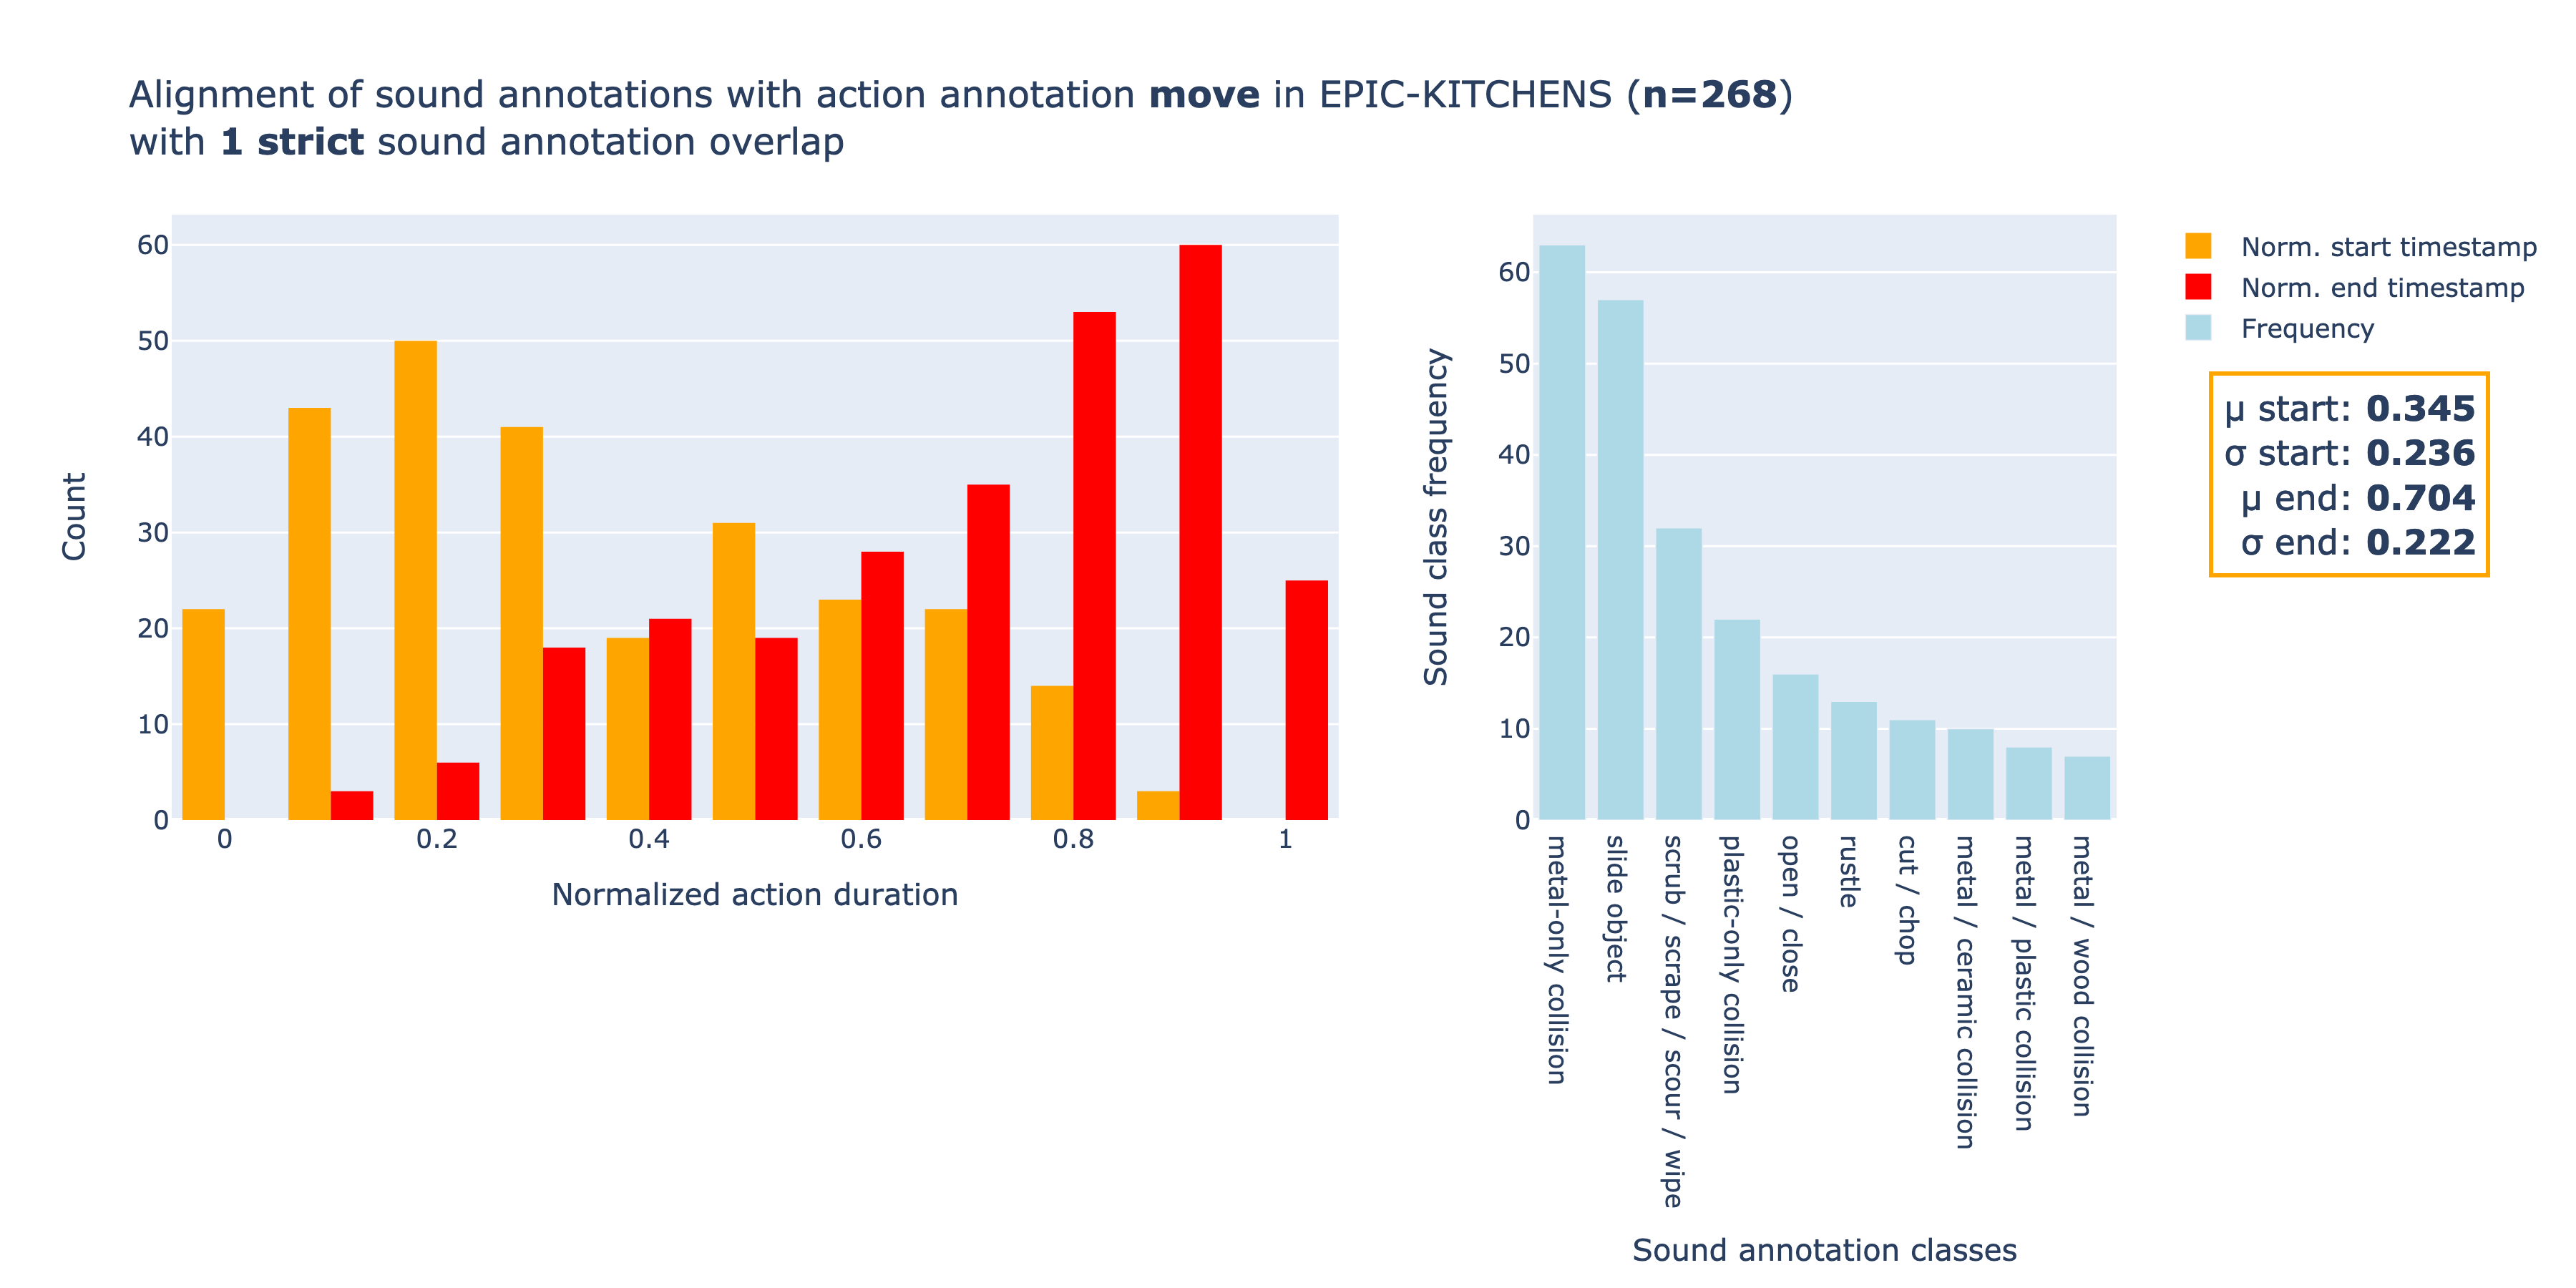 Alignment of sound annotations with action annotation move in EPIC-KITCHENS (n=268)
with 1 strict sound annotation overlap
Count
60
50
40
30
20
10
0
0
0.2
0.4
0.6
0.8
1
Normalized action duration
Sound class frequency
60
50
40
30
20
10
0
metal-only collision
slide object
scrub / scrape / scour / wipe
plastic-only collision
open / close
rustle
cut / chop
metal / ceramic collision
metal / plastic collision
metal / wood collision
Sound annotation classes
Norm. start timestamp
Norm. end timestamp
Frequency
μ start: 0.345
σ start: 0.236
μ end: 0.704
σ end: 0.222